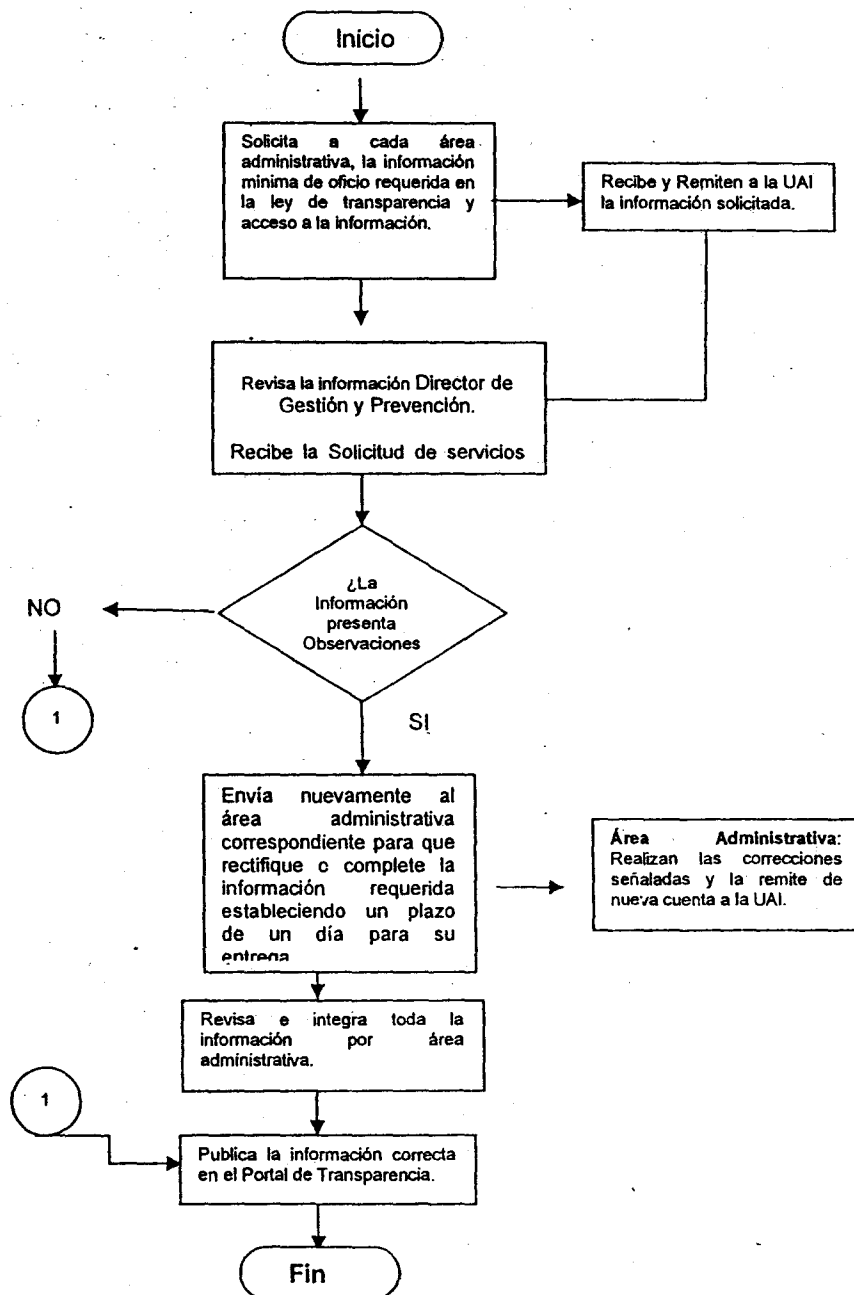 Inicio
Solicita a cada área
administrativa, la información
mínima de oficio requerida en
la ley de transparencia y
acceso a la información.
Recibe y Remiten a la UAI
la información solicitada.
Revisa la información Director de
Gestión y Prevención.
Recibe la Solicitud de servicios
¿La
Información
presenta
Observaciones
NO
1
SI
Envía nuevamente al
área administrativa
correspondiente para que
rectifique o complete la
información requerida
estableciendo un plazo
de un día para su
entrega
Área Administrativa:
Realizan las correcciones
señaladas y la remite de
nueva cuenta a la UAI.
Revisa e integra toda la
información por área
administrativa.
1
Publica la información correcta
en el Portal de Transparencia.
Fin